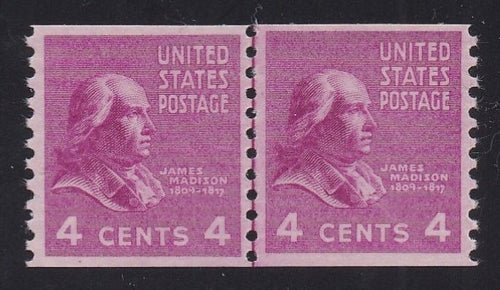 UNITED
STATES
POSTAGE
JAMES
MADISON
1809-1817
4 CENTS 4
UNITED
STATES
POSTAGE
JAMES
MADISON
1809-1817
4 CENTS 4